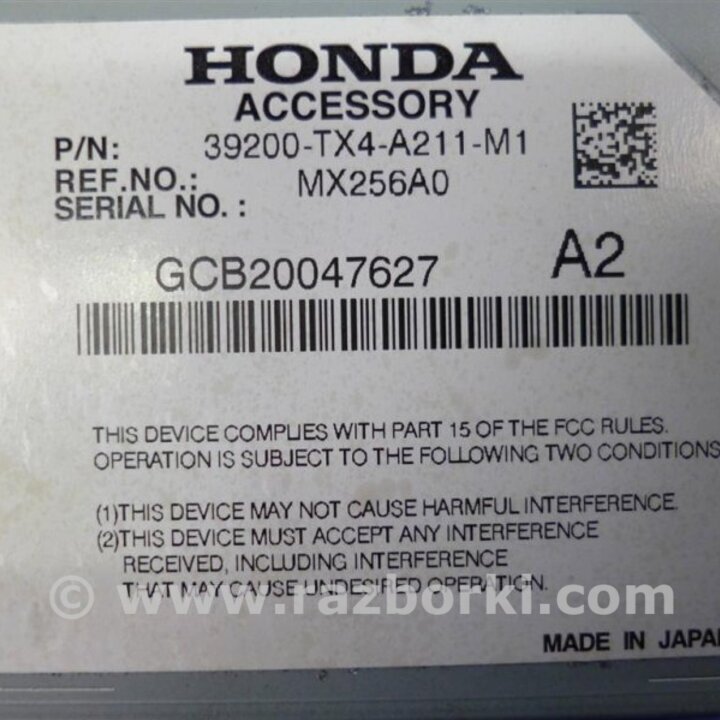 HONDA
ACCESSORY
P/N: 39200-TX4-A211-M1
REF.NO.: MX256A0
SERIAL NO. :
GCB20047627 A2
THIS DEVICE COMPLIES WITH PART 15 OF THE FCC RULES.
OPERATION IS SUBJECT TO THE FOLLOWING TWO CONDITIONS
(1)THIS DEVICE MAY NOT CAUSE HARMFUL INTERFERENCE.
(2)THIS DEVICE MUST ACCEPT ANY INTERFERENCE
RECEIVED, INCLUDING INTERFERENCE
THAT MAY CAUSE UNDESIRED OPERATION.
© www.razborki.com
MADE IN JAPAN